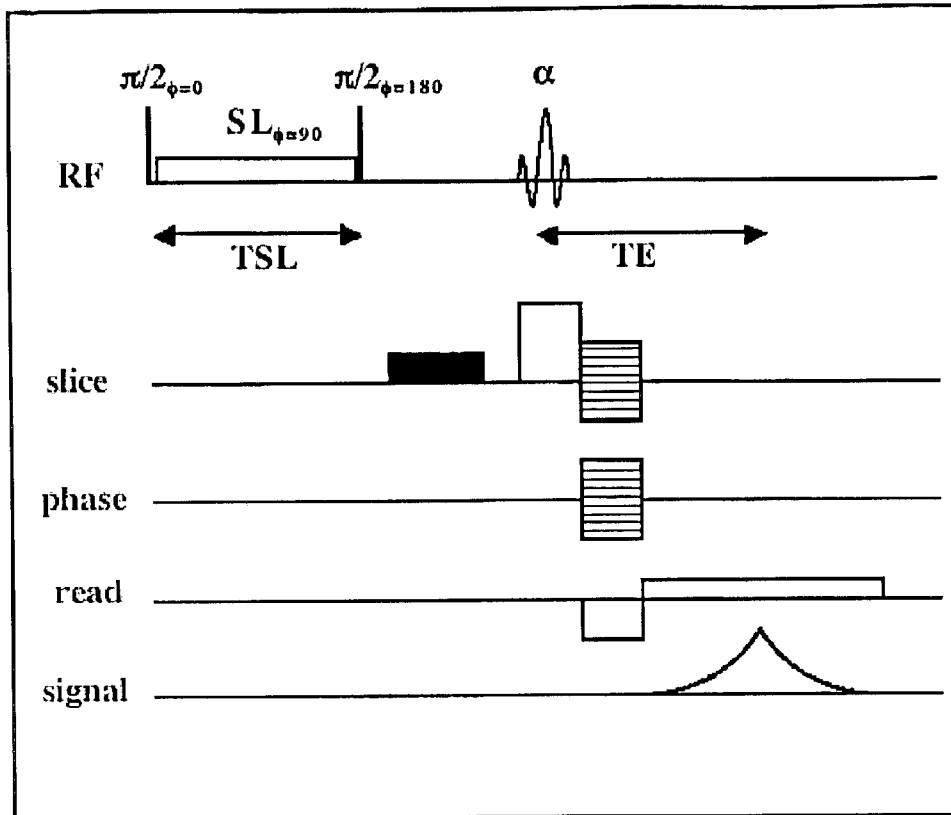 π/2ϕ=0 π/2ϕ=180 α
SLϕ=90
RF
TSL TE
slice
phase
read
signal